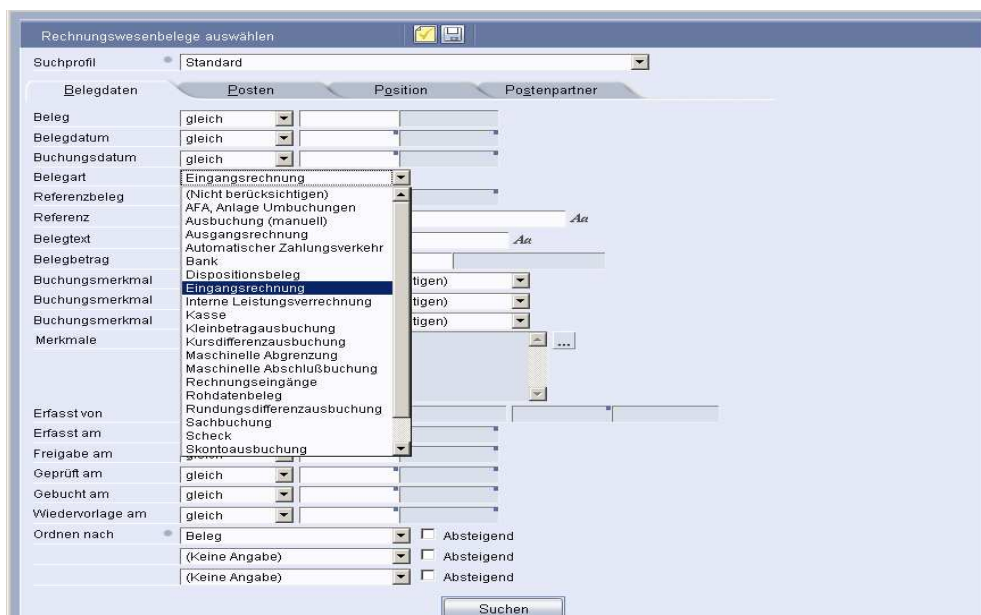 Rechnungswesenbelege auswählen
Suchprofil Standard
Belegdaten Posten Position Postenpartner
Beleg gleich
Belegdatum gleich
Buchungsdatum gleich
Belegart Eingangsrechnung
(Nicht berücksichtigen)
Referenzbeleg
AFA, Anlage Umbuchungen
Ausbuchung (manuell)
Referenz Aa
Ausgangsrechnung
Belegtext Aa
Automatischer Zahlungsverkehr
Belegbetrag
Bank
Dispositionsbeleg
Buchungsmerkmal tigen)
Eingangsrechnung
Buchungsmerkmal tigen)
Interne Leistungsverrechnung
Kasse
Buchungsmerkmal tigen)
Kleinbetragausbuchung
Merkmale ...
Kursdifferenzausbuchung
Maschinelle Abgrenzung
Maschinelle Abschlußbuchung
Rechnungseingänge
Rohdatenbeleg
Rundungsdifferenzausbuchung
Erfasst von
Sachbuchung
Erfasst am
Scheck
Skontoausbuchung
Freigabe am
Geprüft am gleich
Gebucht am gleich
Wiedervorlage am gleich
Ordnen nach Beleg Absteigend
(Keine Angabe) Absteigend
(Keine Angabe) Absteigend
Suchen